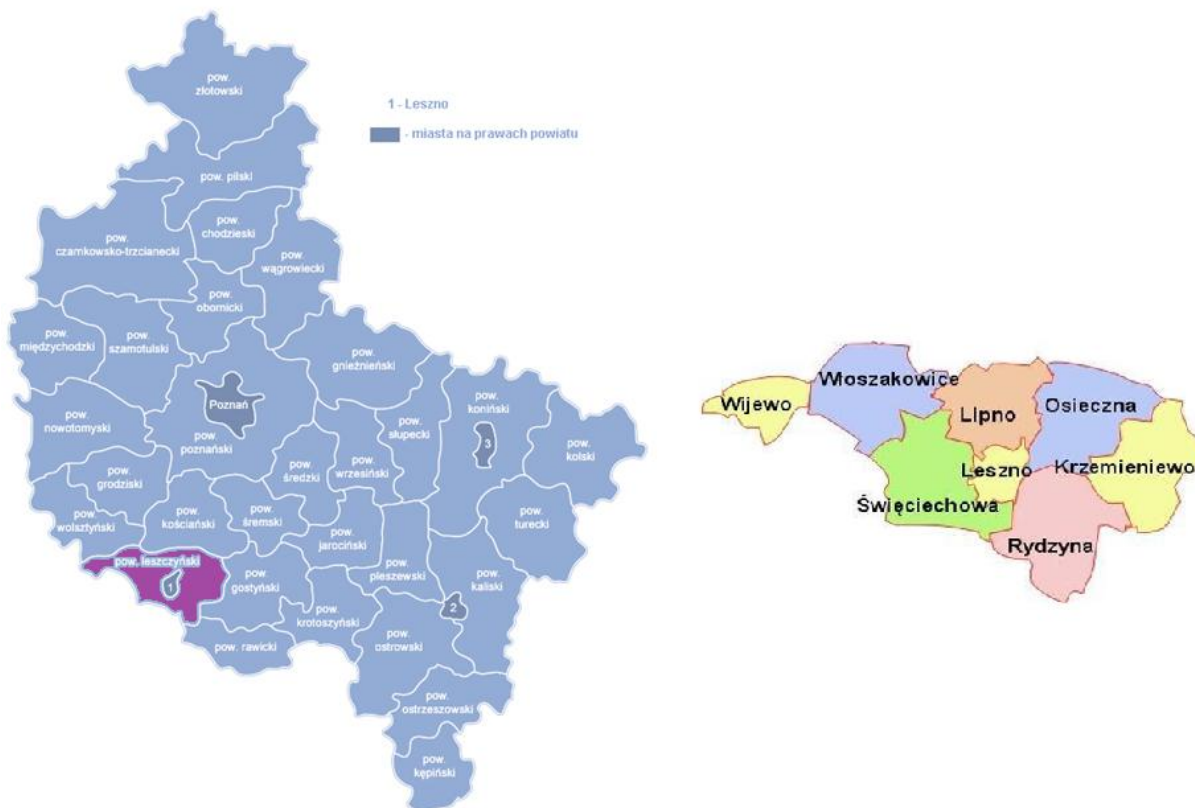 pow.
złotowski
1 - Leszno
- miasta na prawach powiatu
pow. pilski
pow.
chodzieski
pow.
czarnkowsko-trzcianecki
pow.
wągrowiecki
pow.
obornicki
pow.
międzychodzki
pow.
szamotulski
pow.
gnieźnieński
Poznań
pow.
koniński
pow.
nowotomyski
pow.
poznański
pow.
słupecki
3
pow.
kolski
pow.
średzki
pow.
wrzesiński
pow.
grodziski
pow.
wolsztyński
pow.
kościański
pow.
śremski
pow.
turecki
pow.
jarociński
pow. leszczyński
1
pow
gostyński
pow.
pleszewski
pow.
kaliski
2
pow.
krotoszyński
pow.
ostrowski
pow. rawicki
pow.
ostrzeszowski
pow.
kępiński
Włoszakowice
Wijewo
Lipno
Osieczna
Leszno
Krzemieniewo
Święciechowa
Rydzyna